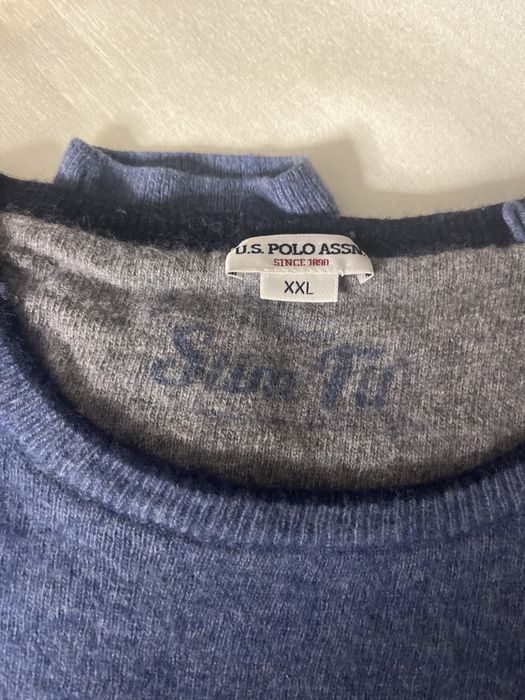 U.S. POLO ASSN
SINCE 1890
XXL
Slim Fit